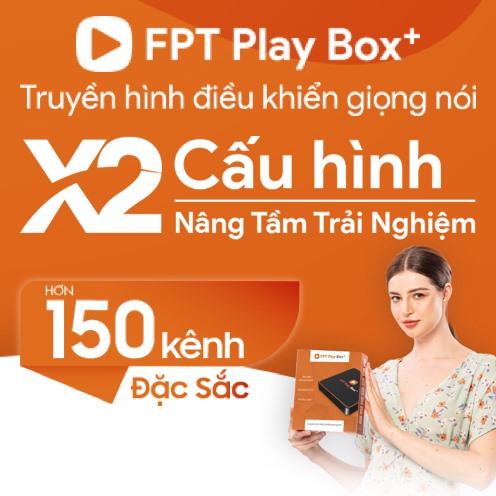 FPT Play Box+
Truyền hình điều khiển giọng nói
X2 Cấu hình
Nâng Tầm Trải Nghiệm
HƠN
150 kênh
Đặc Sắc
FPT Play Box+